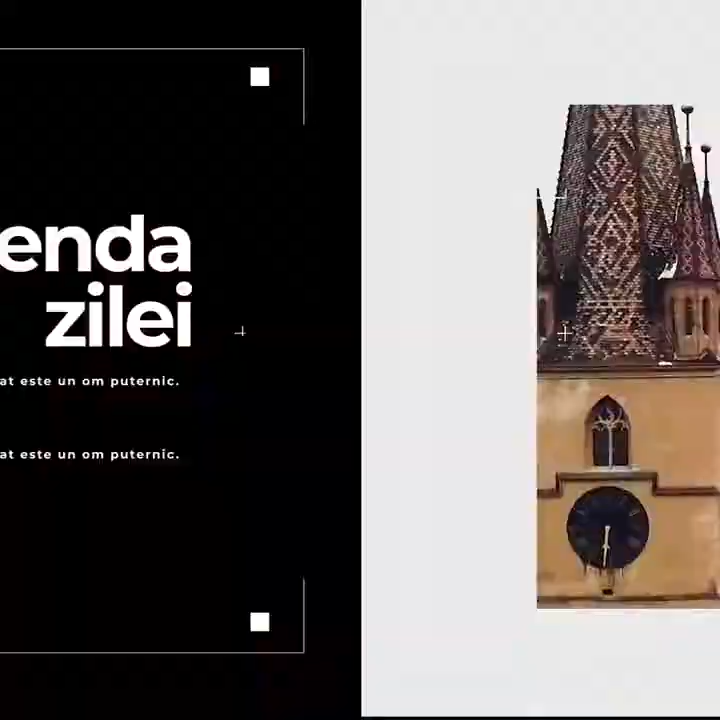 enda
zilei
at este un om puternic.
at este un om puternic.